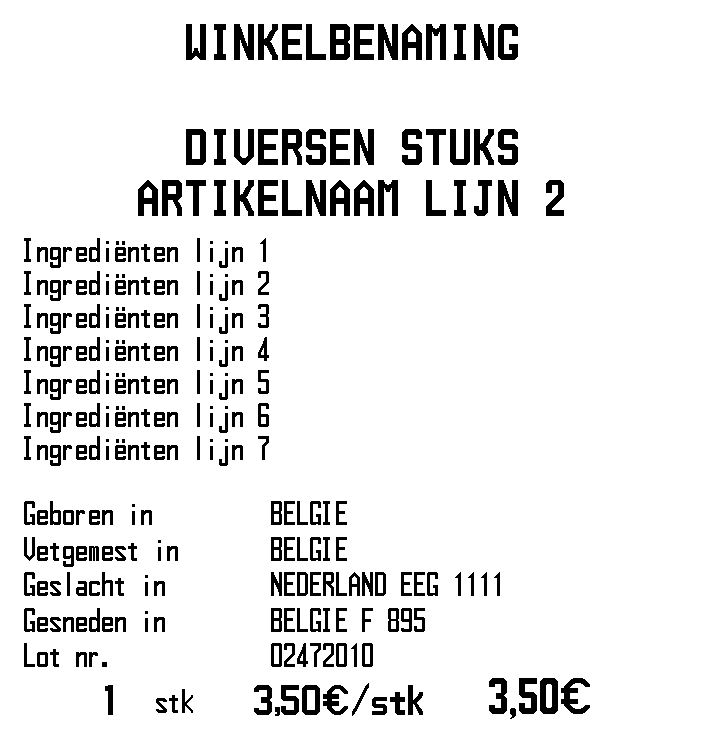 WINKELBENAMING
DIVERSEN STUKS
ARTIKELNAAM LIJN 2
Ingrediënten lijn 1
Ingrediënten lijn 2
Ingrediënten lijn 3
Ingrediënten lijn 4
Ingrediënten lijn 5
Ingrediënten lijn 6
Ingrediënten lijn 7
Geboren in BELGIE
Vetgemest in BELGIE
Geslacht in NEDERLAND EEG 1111
Gesneden in BELGIE F 895
Lot nr. 02472010
1 stk 3,50€/stk 3,50€